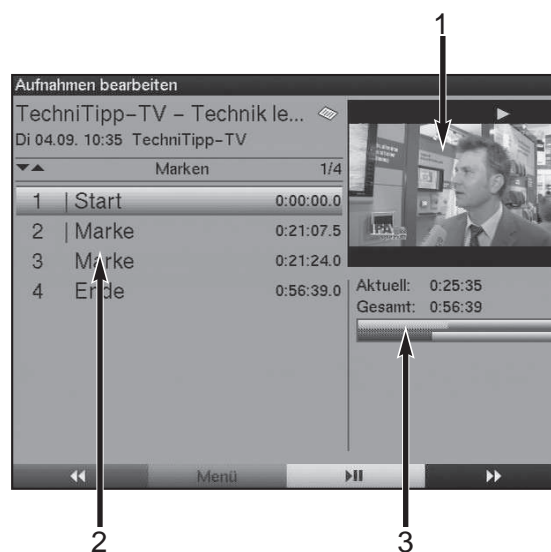 1
Aufnahmen bearbeiten
TechniTipp-TV – Technik le...
Di 04.09. 10:35 TechniTipp-TV
Marken 1/4
1 | Start 0:00:00.0
2 | Marke 0:21:07.5
3 Marke 0:21:24.0
4 Ende 0:56:39.0
Aktuell: 0:25:35
Gesamt: 0:56:39
Menü
2 3